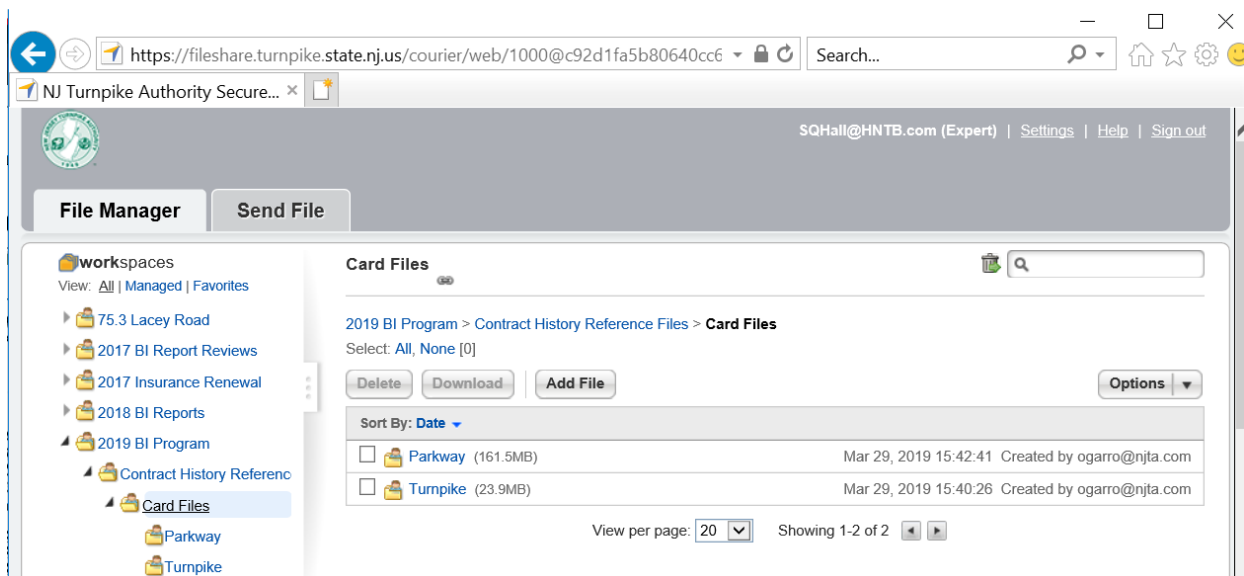 https://fileshare.turnpike.state.nj.us/courier/web/1000@c92d1fa5b80640cc6
Search...
NJ Turnpike Authority Secure...
SQHall@HNTB.com (Expert) | Settings | Help | Sign out
File Manager
Send File
workspaces
View: All | Managed | Favorites
75.3 Lacey Road
2017 BI Report Reviews
2017 Insurance Renewal
2018 BI Reports
2019 BI Program
Contract History Referenc
Card Files
Parkway
Turnpike
Card Files
2019 BI Program > Contract History Reference Files > Card Files
Select: All, None [0]
Delete Download Add File Options
Sort By: Date
Parkway (161.5MB) Mar 29, 2019 15:42:41 Created by ogarro@njta.com
Turnpike (23.9MB) Mar 29, 2019 15:40:26 Created by ogarro@njta.com
View per page: 20 Showing 1-2 of 2